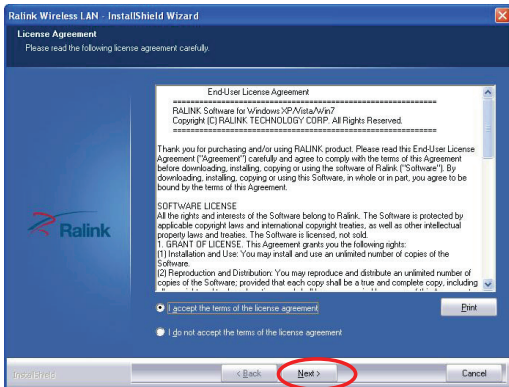 Ralink Wireless LAN - InstallShield Wizard
License Agreement
Please read the following license agreement carefully.
End-User License Agreement
===============================================================
RALINK Software for Windows XP/Vista/Win7
Copyright (C) RALINK TECHNOLOGY CORP. All Rights Reserved.
===============================================================
Thank you for purchasing and/or using RALINK product. Please read this End-User License
Agreement ("Agreement") carefully and agree to comply with the terms of this Agreement
before downloading, installing, copying or using the software of Ralink ("Software"). By
downloading, installing, copying or using this Software, in whole or in part, you agree to be
bound by the terms of this Agreement.
SOFTWARE LICENSE
All the rights and interests of the Software belong to Ralink. The Software is protected by
applicable copyright laws and international copyright treaties, as well as other intellectual
property laws and treaties. The Software is licensed, not sold.
1. GRANT OF LICENSE. This Agreement grants you the following rights:
(1) Installation and Use: You may install and use an unlimited number of copies of the
Software.
(2) Reproduction and Distribution: You may reproduce and distribute an unlimited number of
copies of the Software; provided that each copy shall be a true and complete copy, including
Ralink
I accept the terms of the license agreement
Print
I do not accept the terms of the license agreement
InstallShield
< Back
Next >
Cancel